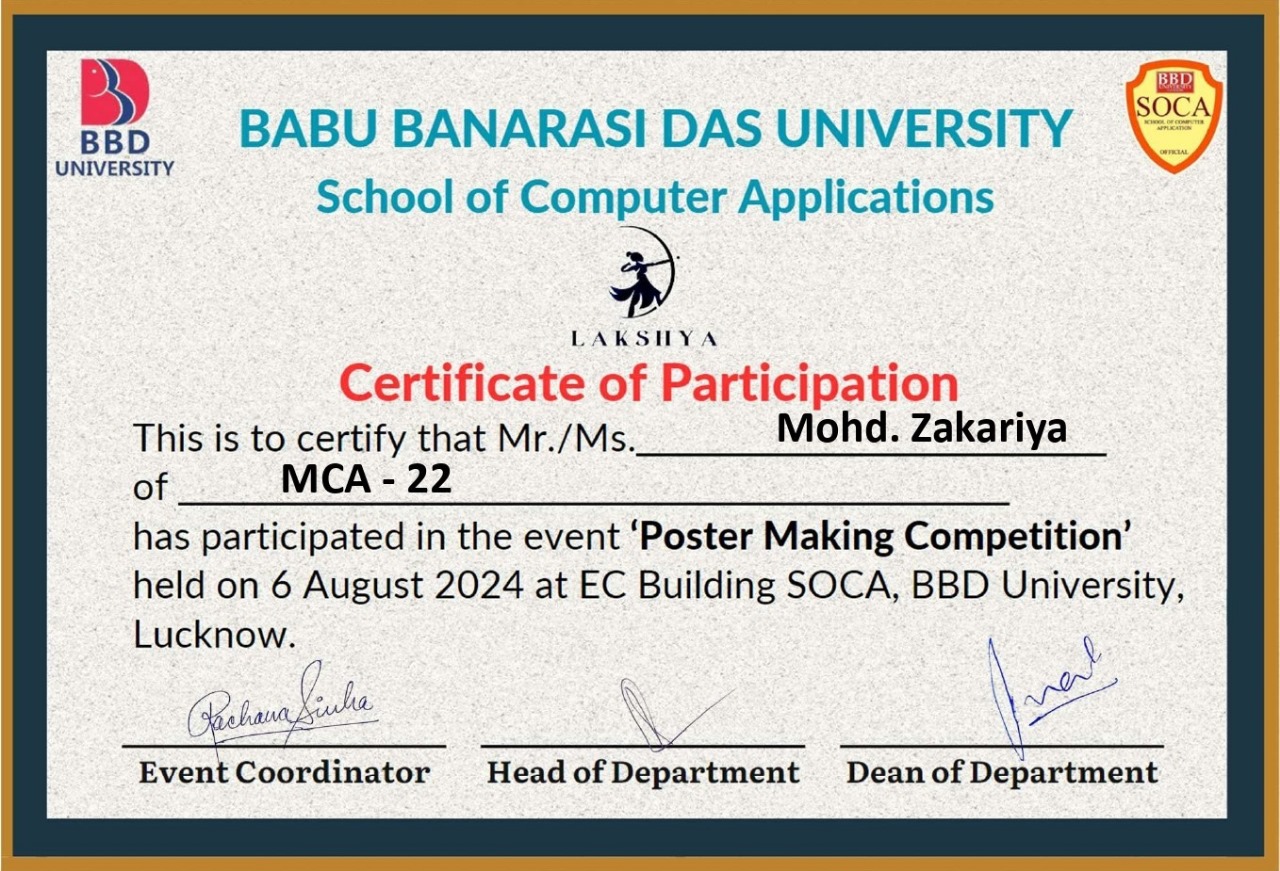 BBD
UNIVERSITY
BABU BANARASI DAS UNIVERSITY
BBD
UNIVERSITY
SOCA
SCHOOL OF COMPUTER
APPLICATION
OFFICIAL
School of Computer Applications
LAKSHYA
Certificate of Participation
This is to certify that Mr./Ms. Mohd. Zakariya
of MCA - 22
has participated in the event ‘Poster Making Competition’
held on 6 August 2024 at EC Building SOCA, BBD University,
Lucknow.
Rachana Sinha
Event Coordinator
Head of Department
Dean of Department